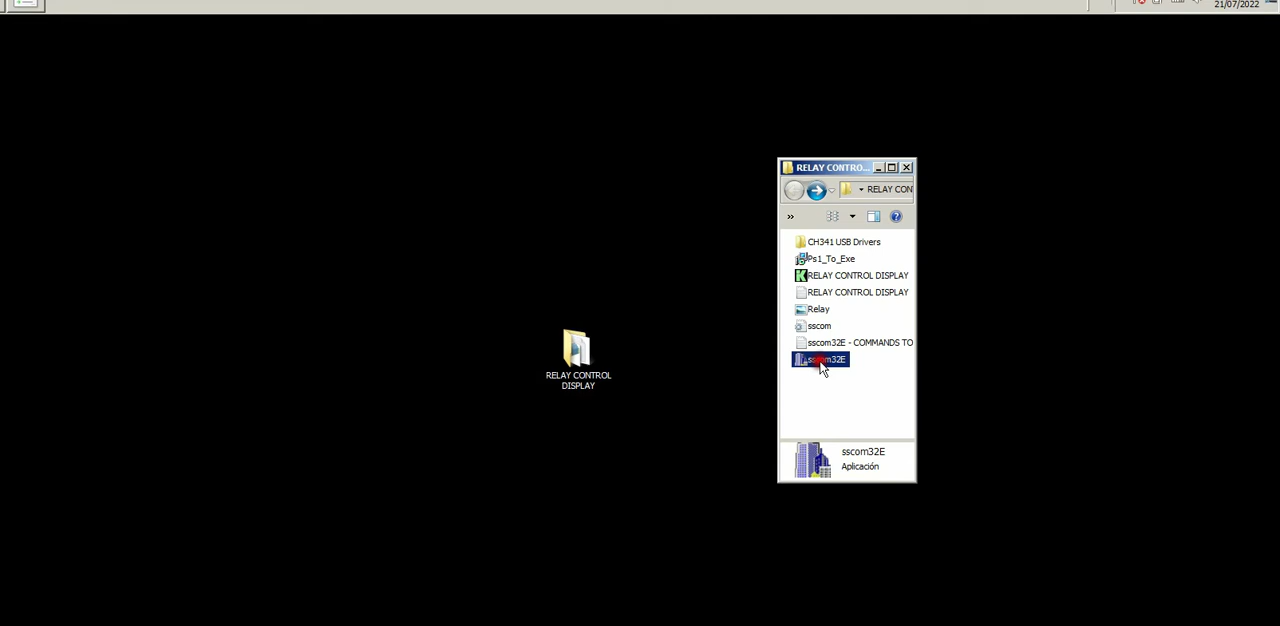 21/07/2022
RELAY CONTRO...
RELAY CON
»
CH341 USB Drivers
Ps1_To_Exe
RELAY CONTROL DISPLAY
RELAY CONTROL DISPLAY
Relay
sscom
sscom32E - COMMANDS TO
sscom32E
RELAY CONTROL
DISPLAY
sscom32E
Aplicación